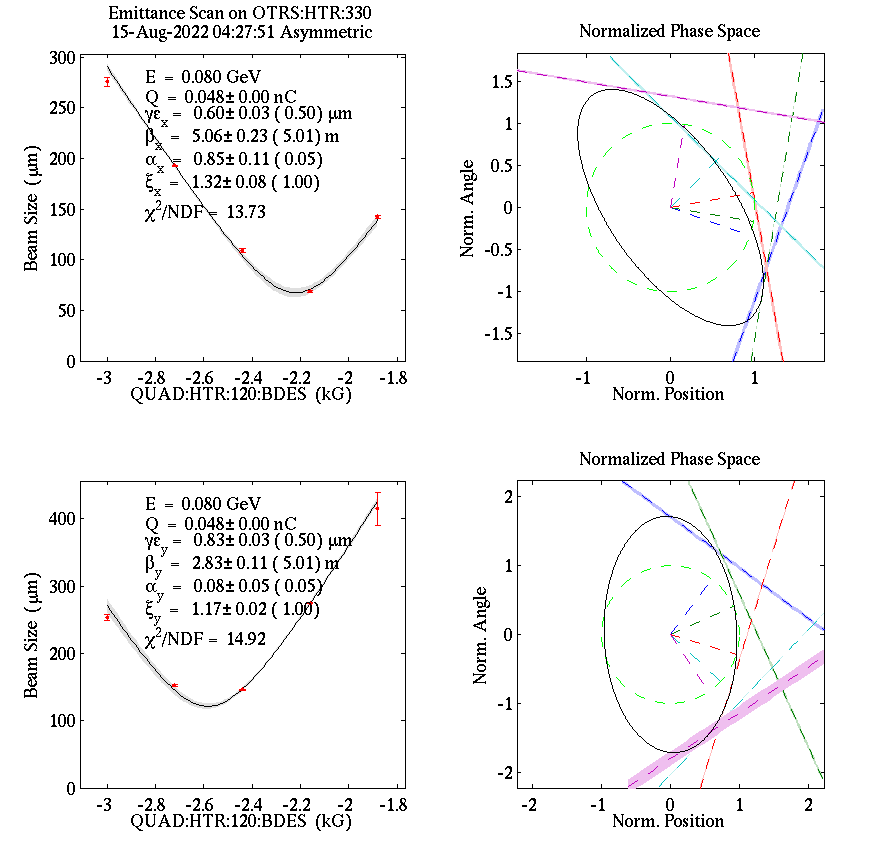 Emittance Scan on OTRS:HTR:330
15-Aug-2022 04:27:51 Asymmetric
E = 0.080 GeV
Q = 0.048± 0.00 nC
γεx = 0.60± 0.03 ( 0.50) μm
βx = 5.06± 0.23 ( 5.01) m
αx = 0.85± 0.11 ( 0.05)
ξx = 1.32± 0.08 ( 1.00)
χ²/NDF = 13.73
Beam Size (μm)
300
250
200
150
100
50
0
-3 -2.8 -2.6 -2.4 -2.2 -2 -1.8
QUAD:HTR:120:BDES (kG)
Normalized Phase Space
Norm. Angle
1.5
1
0.5
0
-0.5
-1
-1.5
-1 0 1
Norm. Position
E = 0.080 GeV
Q = 0.048± 0.00 nC
γεy = 0.83± 0.03 ( 0.50) μm
βy = 2.83± 0.11 ( 5.01) m
αy = 0.08± 0.05 ( 0.05)
ξy = 1.17± 0.02 ( 1.00)
χ²/NDF = 14.92
Beam Size (μm)
400
300
200
100
0
-3 -2.8 -2.6 -2.4 -2.2 -2 -1.8
QUAD:HTR:120:BDES (kG)
Normalized Phase Space
Norm. Angle
2
1
0
-1
-2
-2 -1 0 1 2
Norm. Position